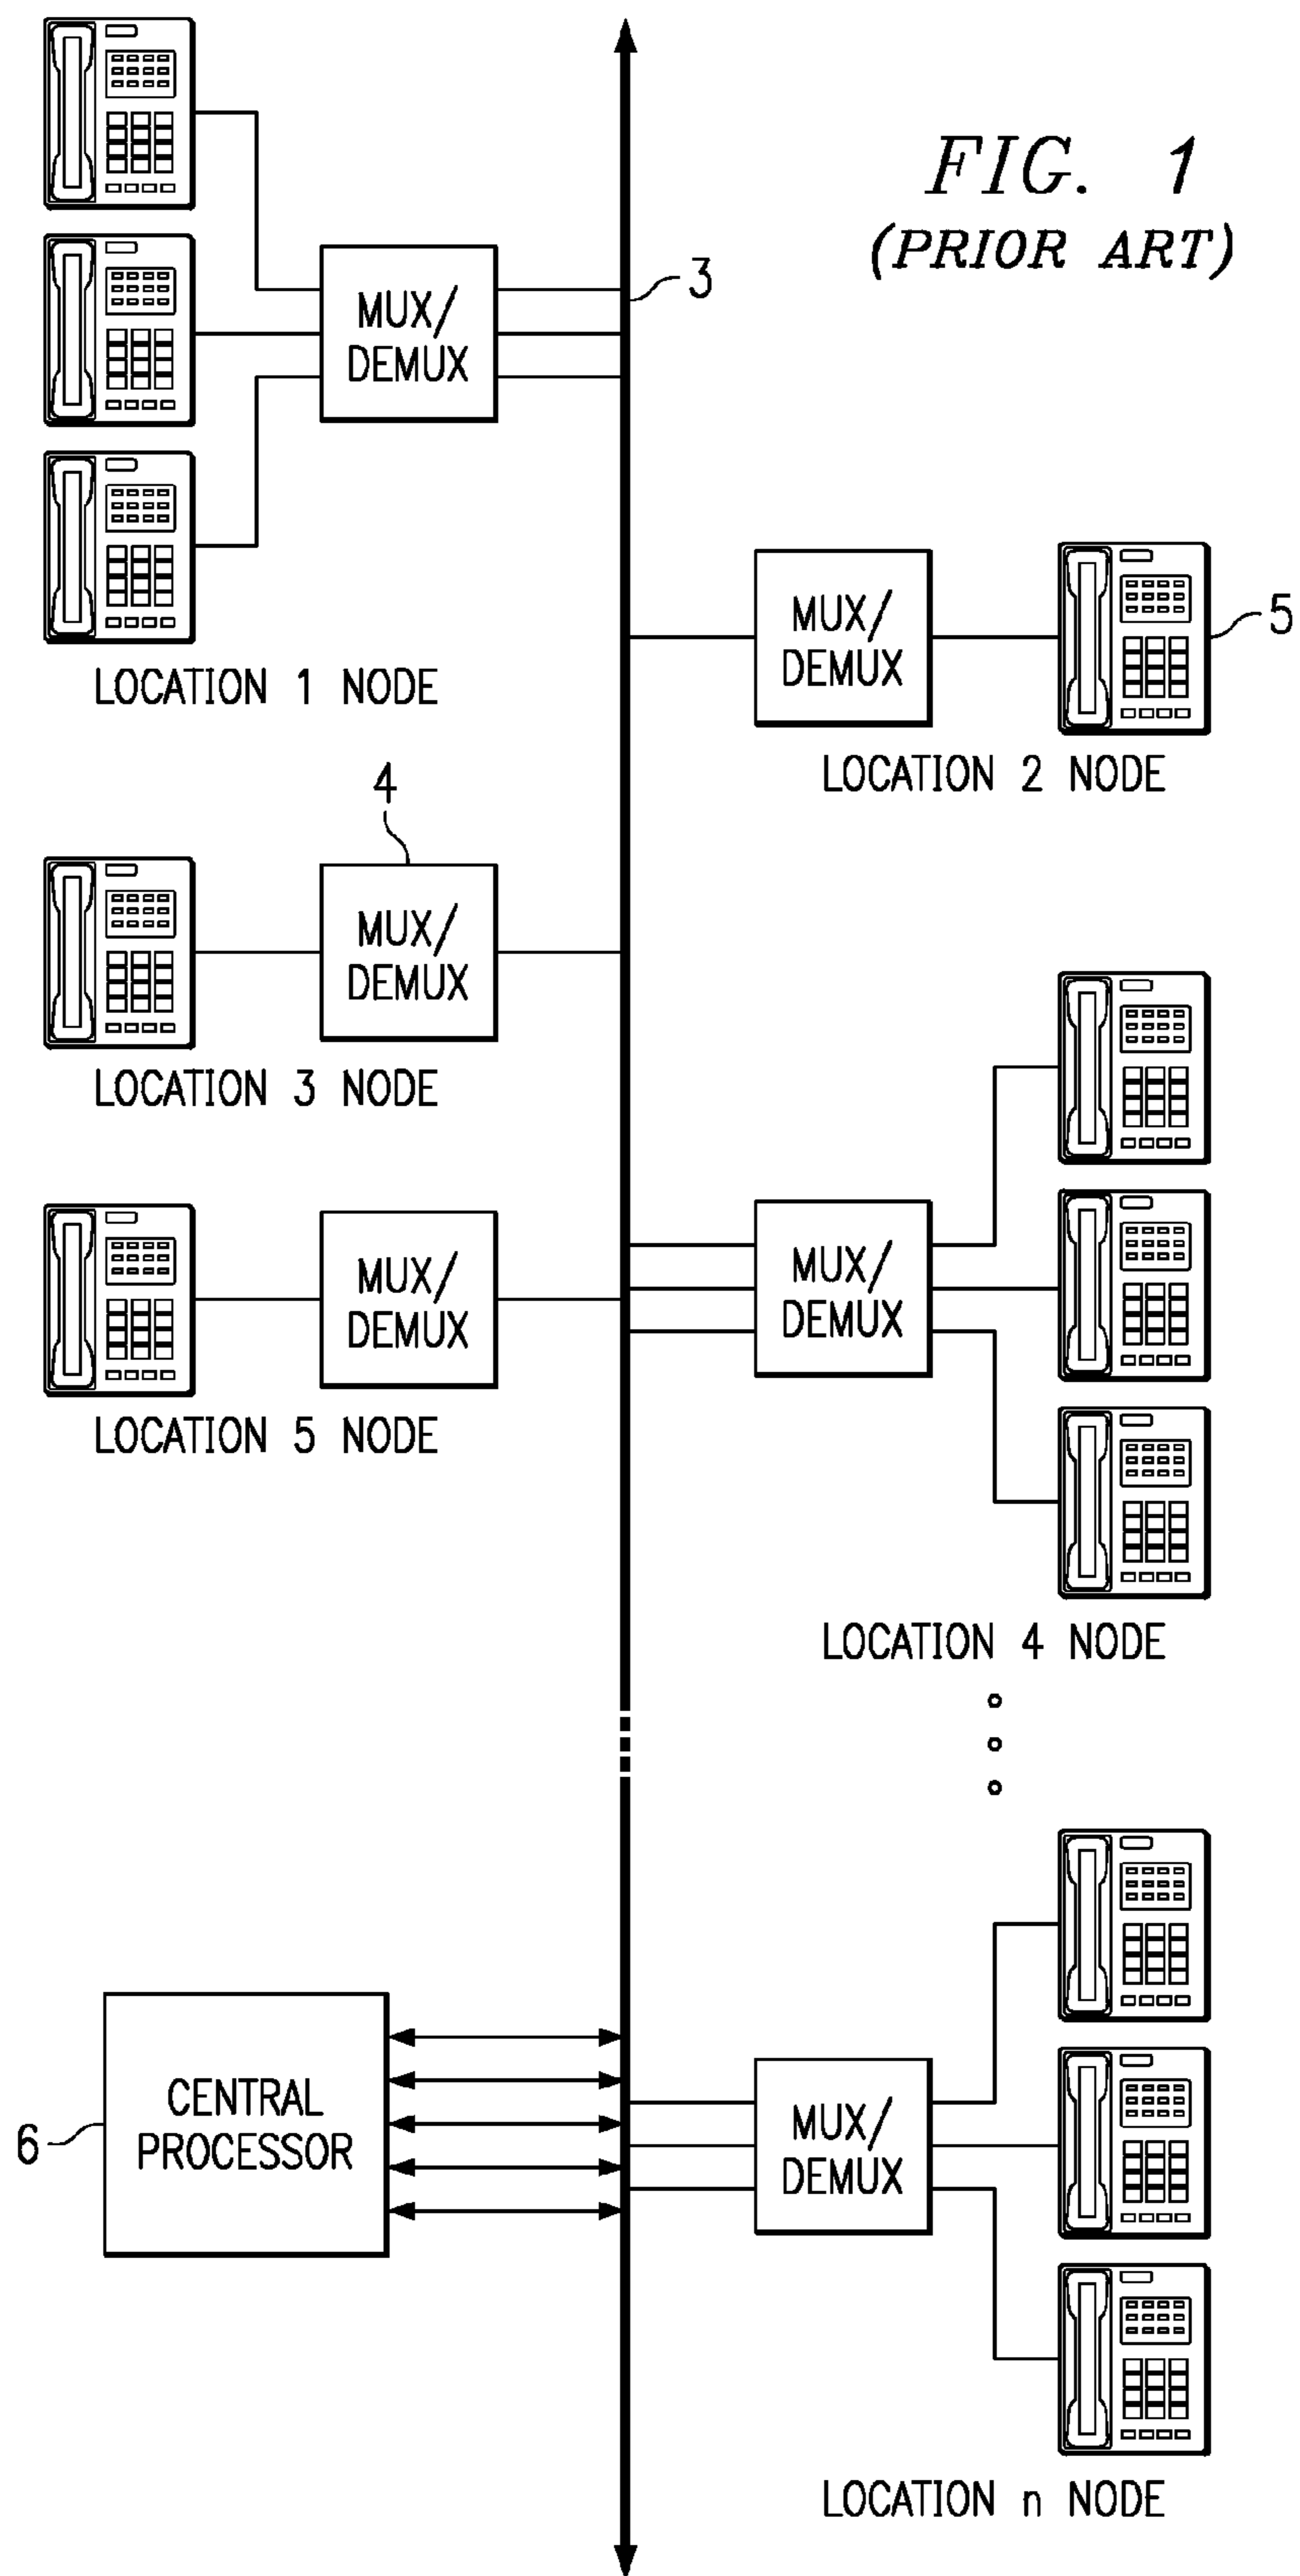 FIG. 1
(PRIOR ART)
3
MUX/
DEMUX
LOCATION 1 NODE
MUX/
DEMUX
5
LOCATION 2 NODE
4
MUX/
DEMUX
LOCATION 3 NODE
MUX/
DEMUX
LOCATION 5 NODE
MUX/
DEMUX
LOCATION 4 NODE
6
CENTRAL
PROCESSOR
MUX/
DEMUX
LOCATION n NODE